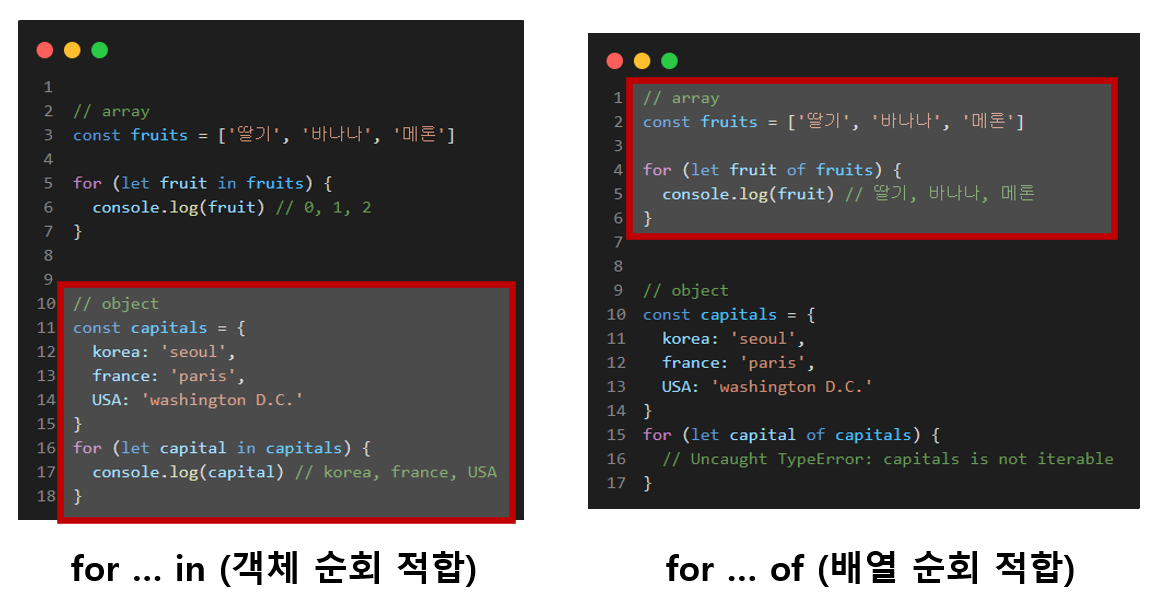 1
2 // array
3 const fruits = ['딸기', '바나나', '메론']
4
5 for (let fruit in fruits) {
6   console.log(fruit) // 0, 1, 2
7 }
8
9
10 // object
11 const capitals = {
12   korea: 'seoul',
13   france: 'paris',
14   USA: 'washington D.C.'
15 }
16 for (let capital in capitals) {
17   console.log(capital) // korea, france, USA
18 }
for ... in (객체 순회 적합)
1 // array
2 const fruits = ['딸기', '바나나', '메론']
3
4 for (let fruit of fruits) {
5   console.log(fruit) // 딸기, 바나나, 메론
6 }
7
8
9 // object
10 const capitals = {
11   korea: 'seoul',
12   france: 'paris',
13   USA: 'washington D.C.'
14 }
15 for (let capital of capitals) {
16   // Uncaught TypeError: capitals is not iterable
17 }
for ... of (배열 순회 적합)